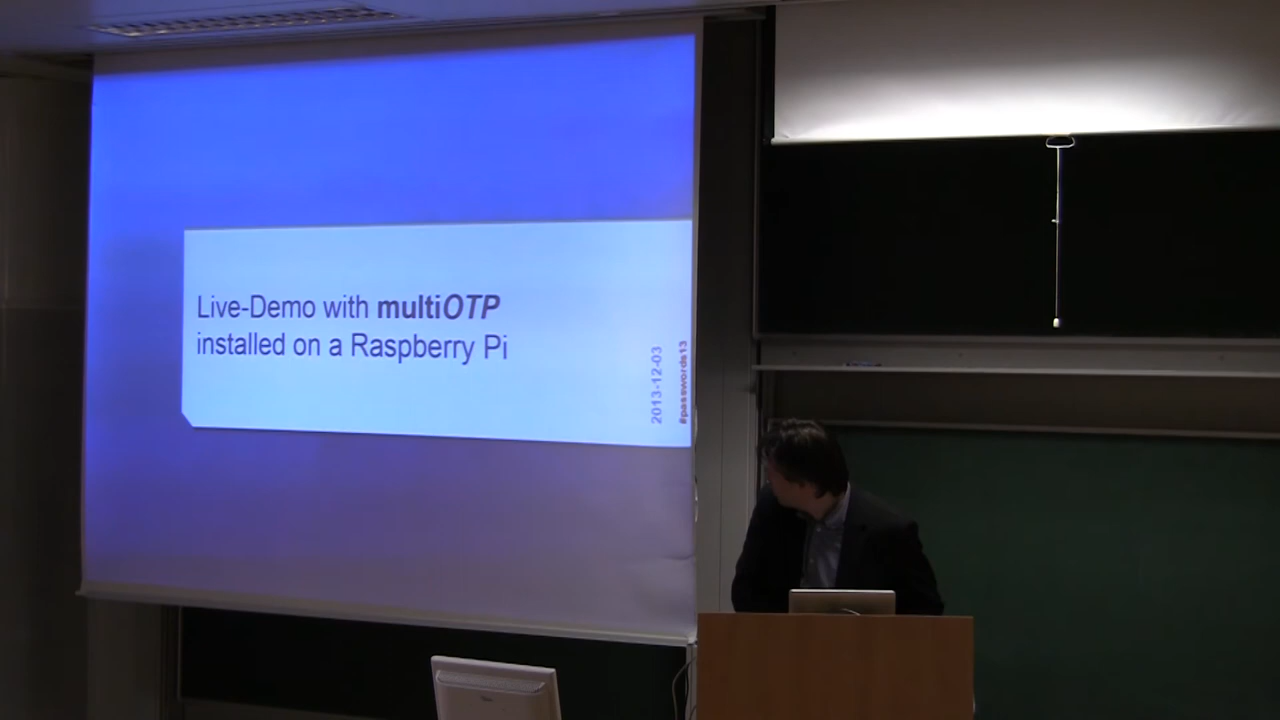 Live-Demo with multiOTP
installed on a Raspberry Pi
2013-12-03
#passwords13